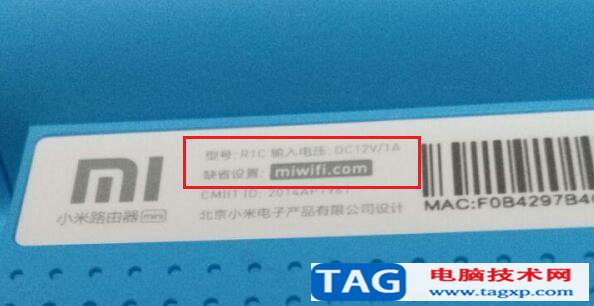 型号: R1C 输入电压: DC12V/1A
缺省设置: miwifi.com
CMIIT ID: 2014AP1961
北京小米电子产品有限公司设计
mi
小米路由器 mini
MAC:F0B4297B4
TAG 电脑技术网
www.tagxp.com